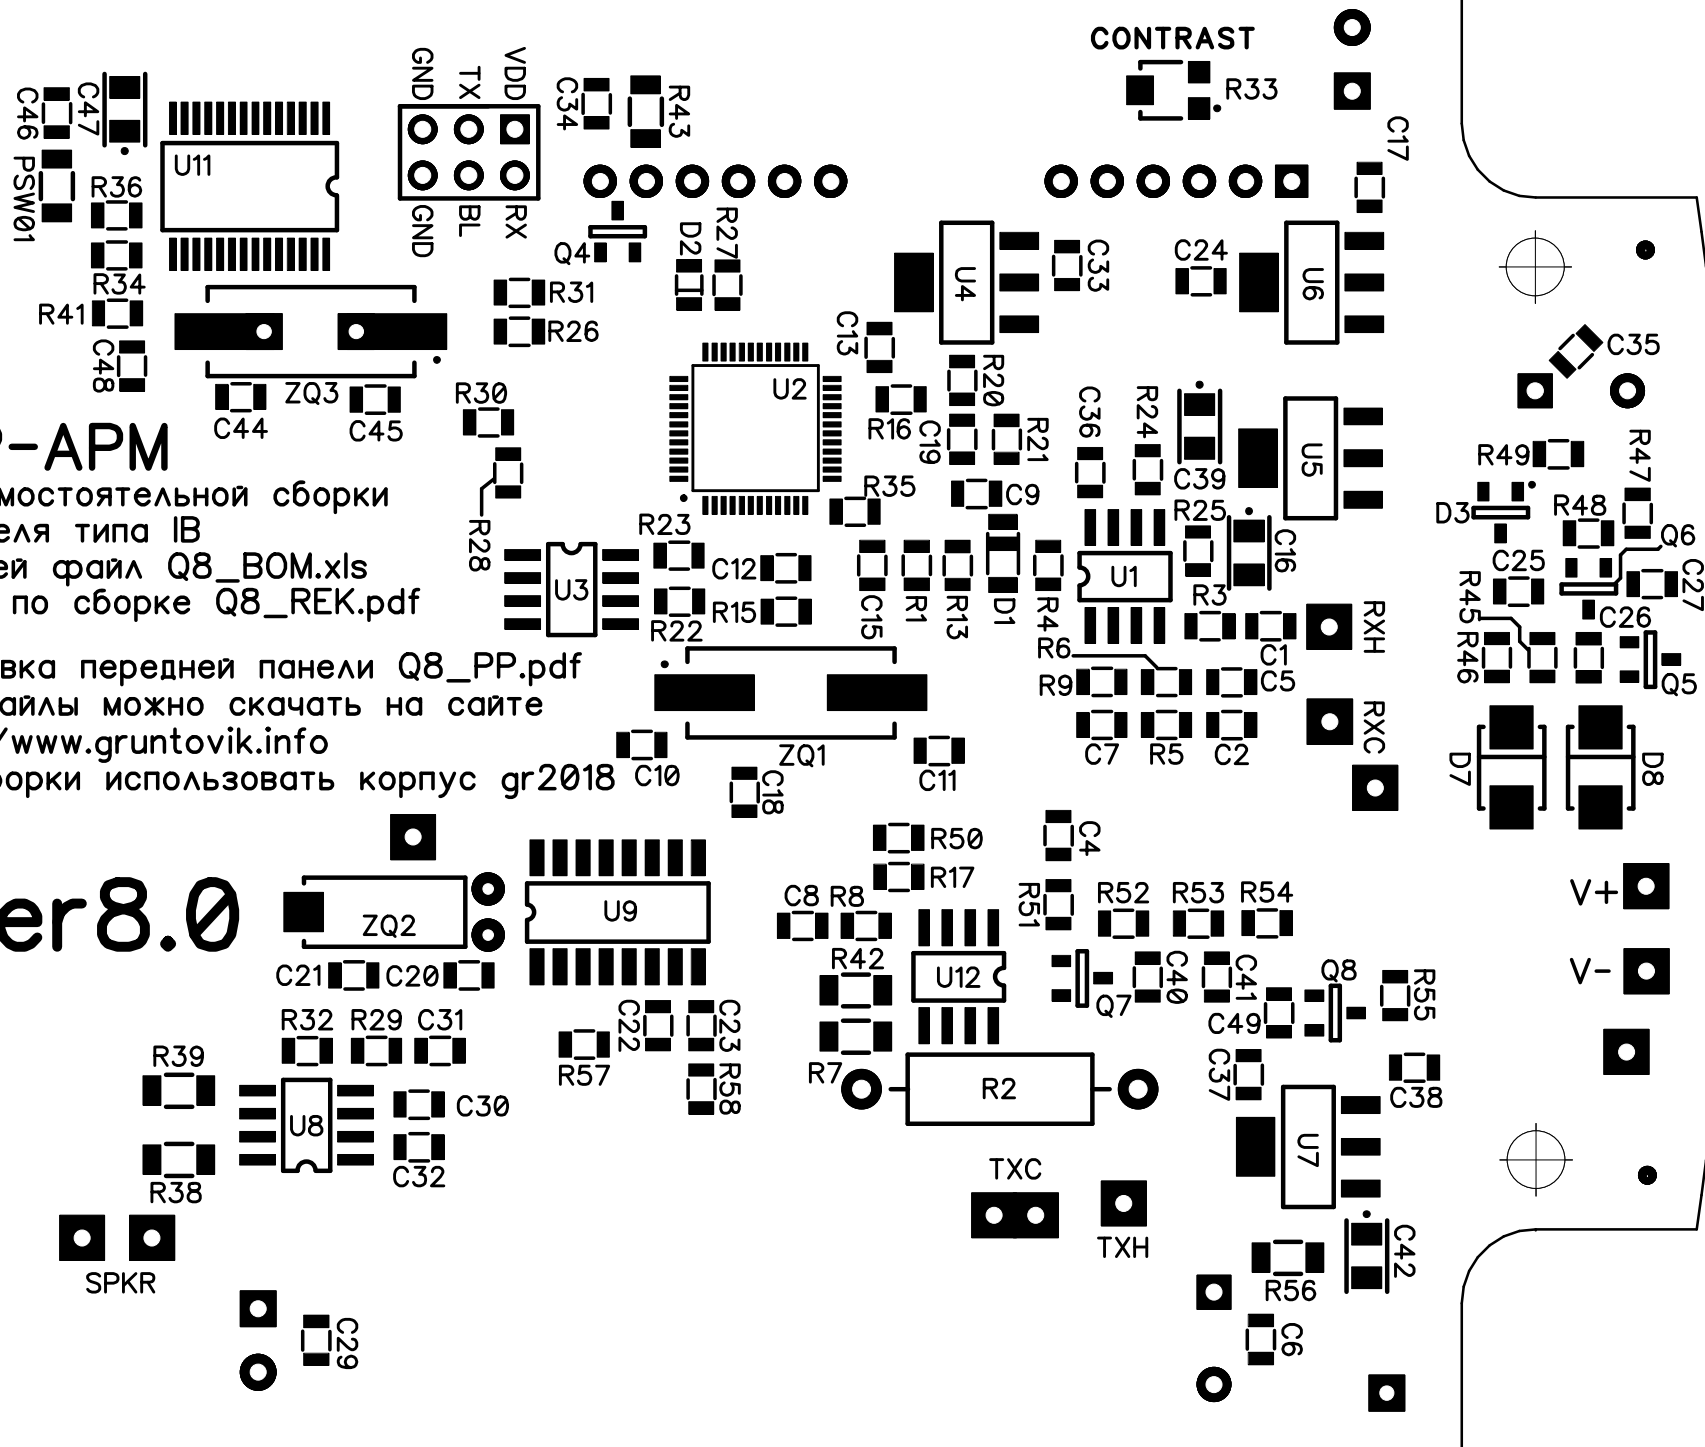 CONTRAST
GND
TX
VDD
C46
C47
U11
C34
R43
R33
C17
PSW01
R36
GND
BL
RX
Q4
D2
R27
R34
R41
R31
R26
U4
C33
C24
U6
C48
ZQ3
C44
C45
R30
U2
C13
R20
R16
C19
R21
C36
R24
C39
U5
C35
R49
R47
P-APM
мостоятельной сборки
еля типа IB
ей файл Q8_BOM.xls
по сборке Q8_REK.pdf
вка передней панели Q8_PP.pdf
айлы можно скачать на сайте
/www.gruntovik.info
орки использовать корпус gr2018
R28
R35
C9
R23
U3
C12
R15
R22
R25
C16
D3
R48
Q6
C15
R1
R13
D1
R4
U1
R3
C1
RXH
C25
C27
R45
C26
R46
Q5
R6
R9
C5
RXC
C7
R5
C2
ZQ1
C10
C11
C18
D7
D8
er8.0
ZQ2
U9
R50
R17
C4
C8
R8
R51
R52
R53
R54
V+
V-
C21
C20
R42
U12
Q7
C40
C41
Q8
C49
R55
R32
R29
C31
C22
C23
R57
R58
R7
R2
C37
C38
R39
U8
C30
C32
R38
U7
TXC
TXH
C42
R56
SPKR
C29
C6